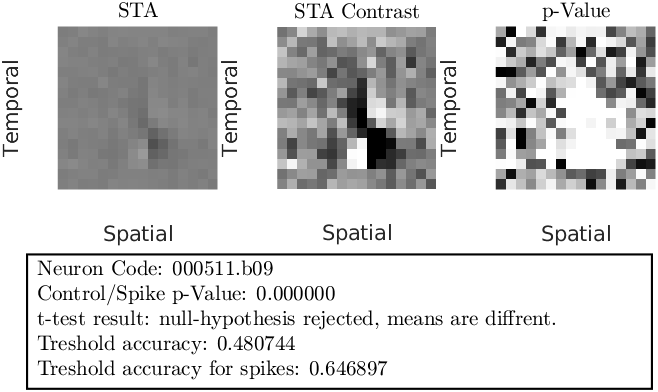 STA
STA Contrast
p-Value
Temporal
Temporal
Temporal
Spatial
Spatial
Spatial
Neuron Code: 000511.b09
Control/Spike p-Value: 0.000000
t-test result: null-hypothesis rejected, means are diffrent.
Treshold accuracy: 0.480744
Treshold accuracy for spikes: 0.646897